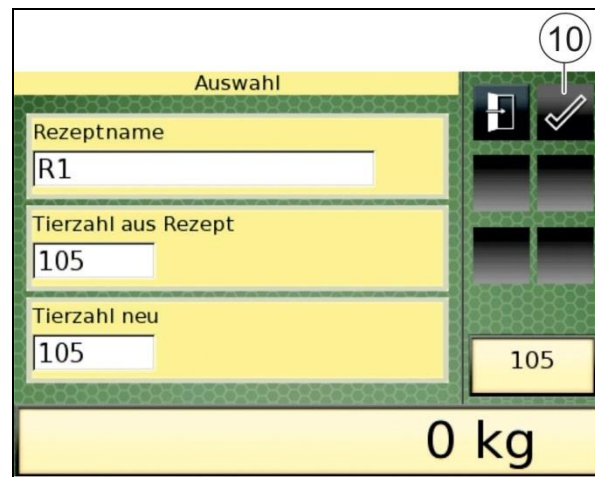 10
Auswahl
Rezeptname
R1
Tierzahl aus Rezept
105
Tierzahl neu
105
105
0 kg